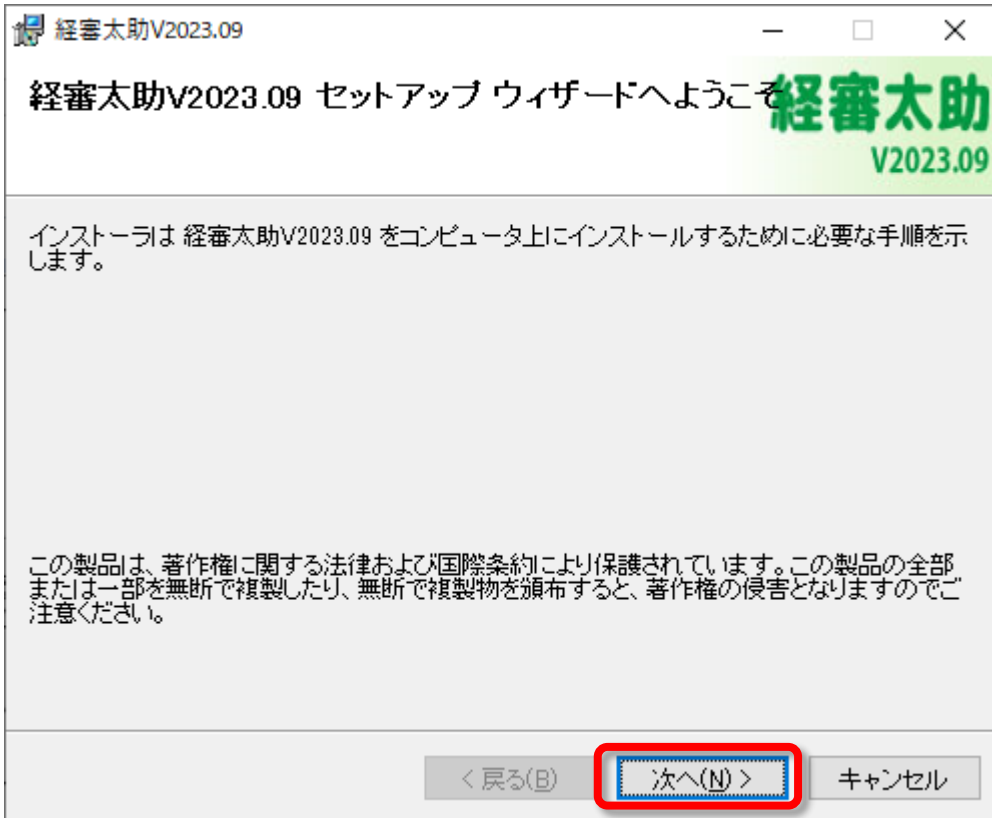 経審太助V2023.09
経審太助V2023.09 セットアップ ウィザードへようこそ
経審太助
V2023.09
インストーラは 経審太助V2023.09 をコンピュータ上にインストールするために必要な手順を示
します。
この製品は、著作権に関する法律および国際条約により保護されています。この製品の全部
または一部を無断で複製したり、無断で複製物を頒布すると、著作権の侵害となりますのでご
注意ください。
< 戻る(B)
次へ(N) >
キャンセル